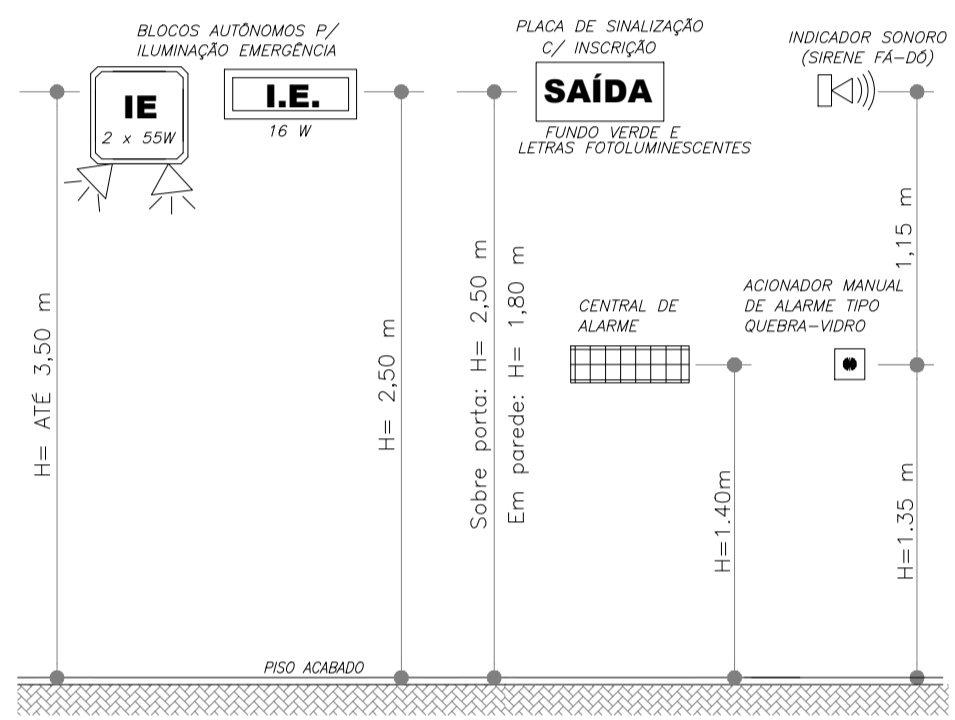 BLOCOS AUTÔNOMOS P/
ILUMINAÇÃO EMERGÊNCIA
IE
2 x 55W
I.E.
16 W
PLACA DE SINALIZAÇÃO
C/ INSCRIÇÃO
SAÍDA
FUNDO VERDE E
LETRAS FOTOLUMINESCENTES
INDICADOR SONORO
(SIRENE FÁ-DÓ)
H= ATÉ 3,50 m
H= 2,50 m
Sobre porta: H= 2,50 m
Em parede: H= 1,80 m
CENTRAL DE
ALARME
H=1.40m
1,15 m
ACIONADOR MANUAL
DE ALARME TIPO
QUEBRA-VIDRO
H=1.35 m
PISO ACABADO